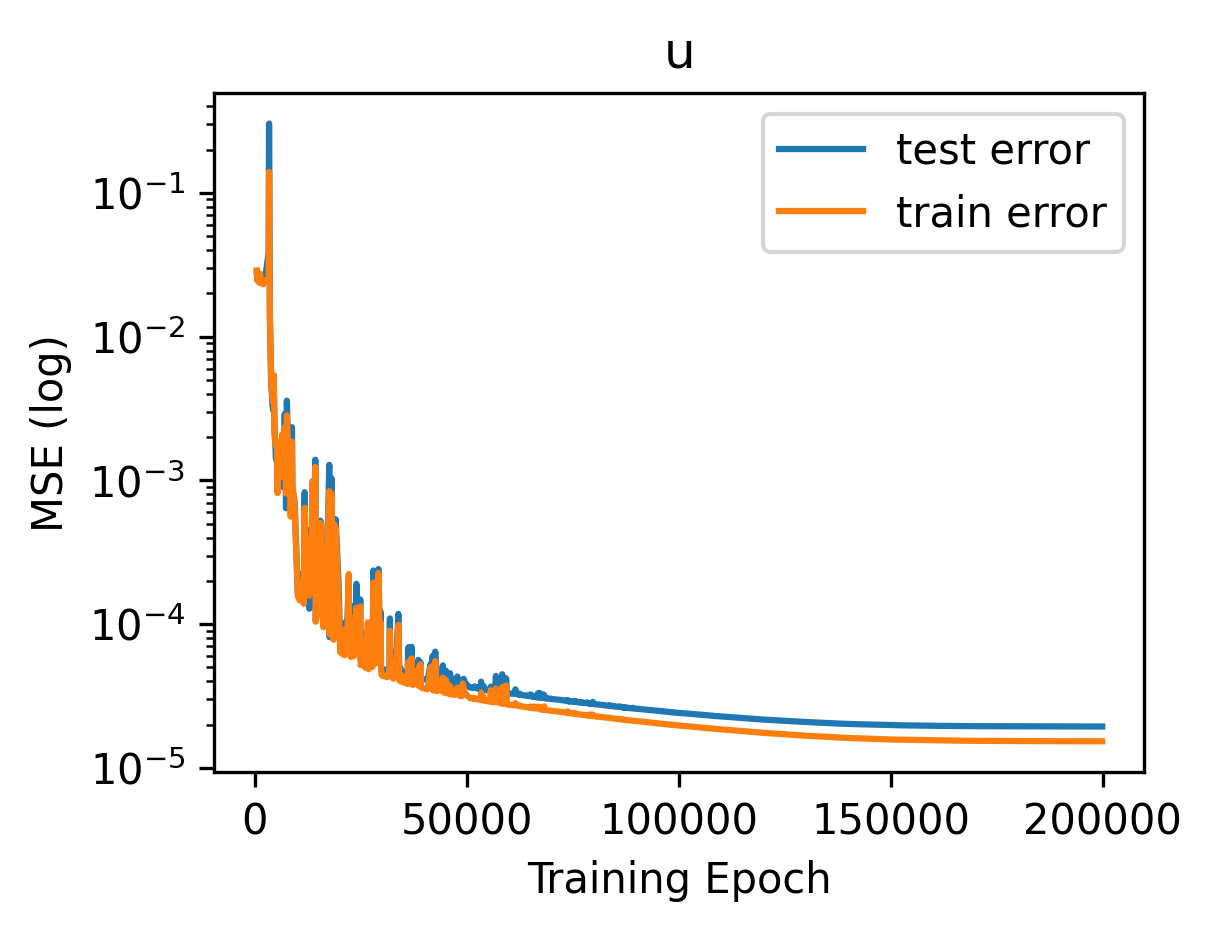 u
test error
train error
10⁻¹
10⁻²
10⁻³
10⁻⁴
10⁻⁵
MSE (log)
0 50000 100000 150000 200000
Training Epoch